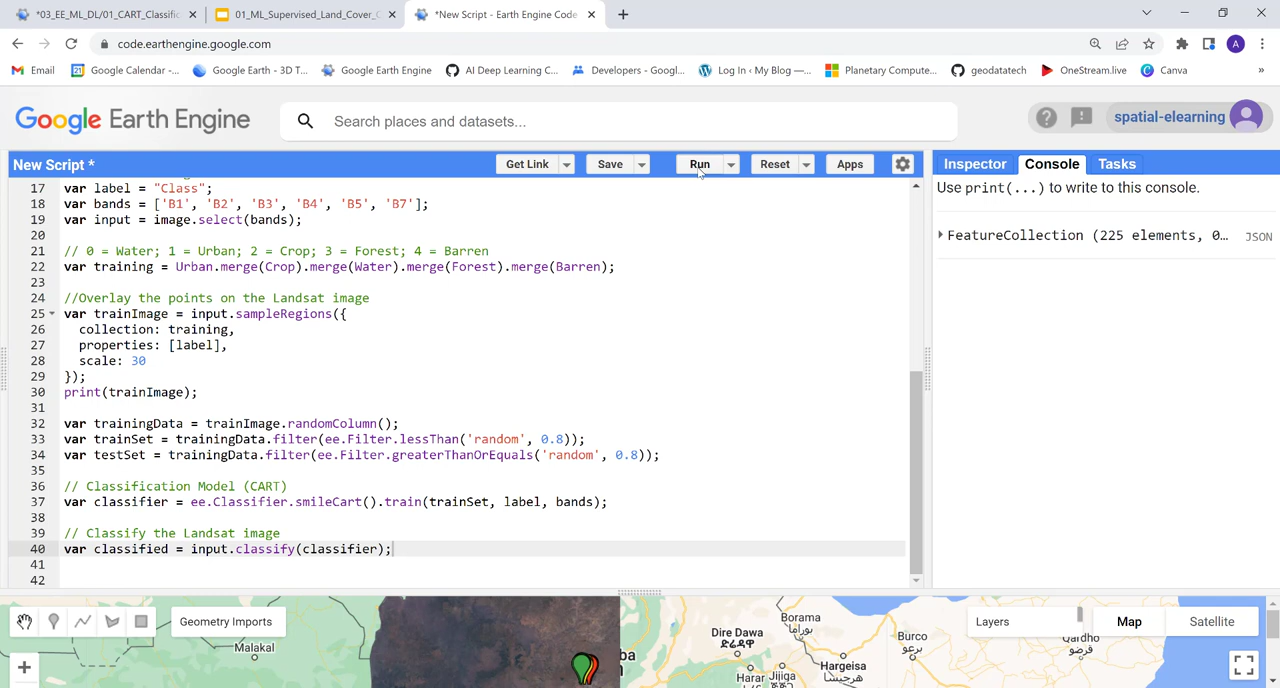 *03_EE_ML_DL/01_CART_Classific
01_ML_Supervised_Land_Cover_C
*New Script - Earth Engine Code
code.earthengine.google.com
Email
Google Calendar -...
Google Earth - 3D T...
Google Earth Engine
AI Deep Learning C...
Developers - Googl...
Log In ‹ My Blog —...
Planetary Compute...
geodatatech
OneStream.live
Canva
»
A
Google Earth Engine
Search places and datasets...
spatial-elearning
New Script *
Get Link
Save
Run
Reset
Apps
Inspector
Console
Tasks
Use print(...) to write to this console.
FeatureCollection (225 elements, 0...
JSON
17 var label = "Class";
18 var bands = ['B1', 'B2', 'B3', 'B4', 'B5', 'B7'];
19 var input = image.select(bands);
20
21 // 0 = Water; 1 = Urban; 2 = Crop; 3 = Forest; 4 = Barren
22 var training = Urban.merge(Crop).merge(Water).merge(Forest).merge(Barren);
23
24 //Overlay the points on the Landsat image
25 var trainImage = input.sampleRegions({
26 collection: training,
27 properties: [label],
28 scale: 30
29 });
30 print(trainImage);
31
32 var trainingData = trainImage.randomColumn();
33 var trainSet = trainingData.filter(ee.Filter.lessThan('random', 0.8));
34 var testSet = trainingData.filter(ee.Filter.greaterThanOrEquals('random', 0.8));
35
36 // Classification Model (CART)
37 var classifier = ee.Classifier.smileCart().train(trainSet, label, bands);
38
39 // Classify the Landsat image
40 var classified = input.classify(classifier);
41
42
Geometry Imports
Layers
Map
Satellite
Malakal
Dire Dawa
ድሬዳዋ
Borama
بوراما
Burco
برعو
Qardho
قرضو
Hargeisa
هرجيسا
Harar
Jijiga